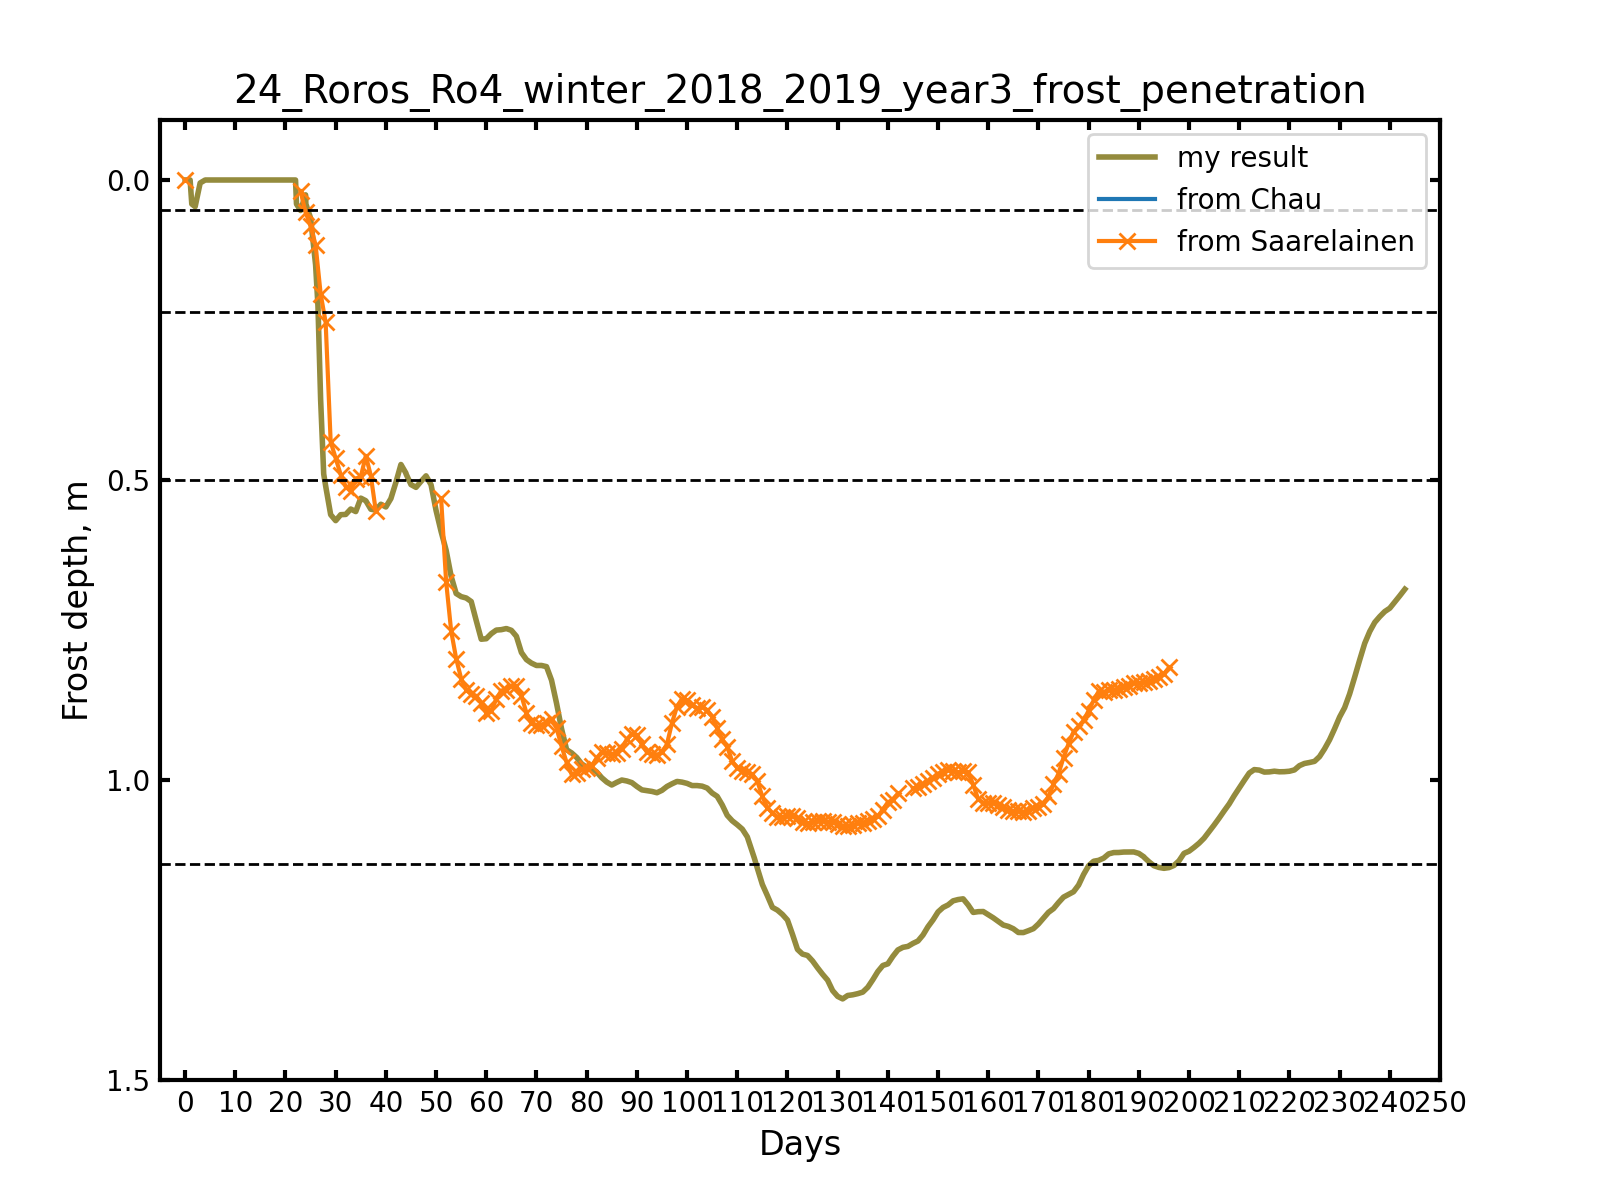 24_Roros_Ro4_winter_2018_2019_year3_frost_penetration
my result
from Chau
from Saarelainen
0.0
0.5
1.0
1.5
Frost depth, m
0 10 20 30 40 50 60 70 80 90 100 110 120 130 140 150 160 170 180 190 200 210 220 230 240 250
Days